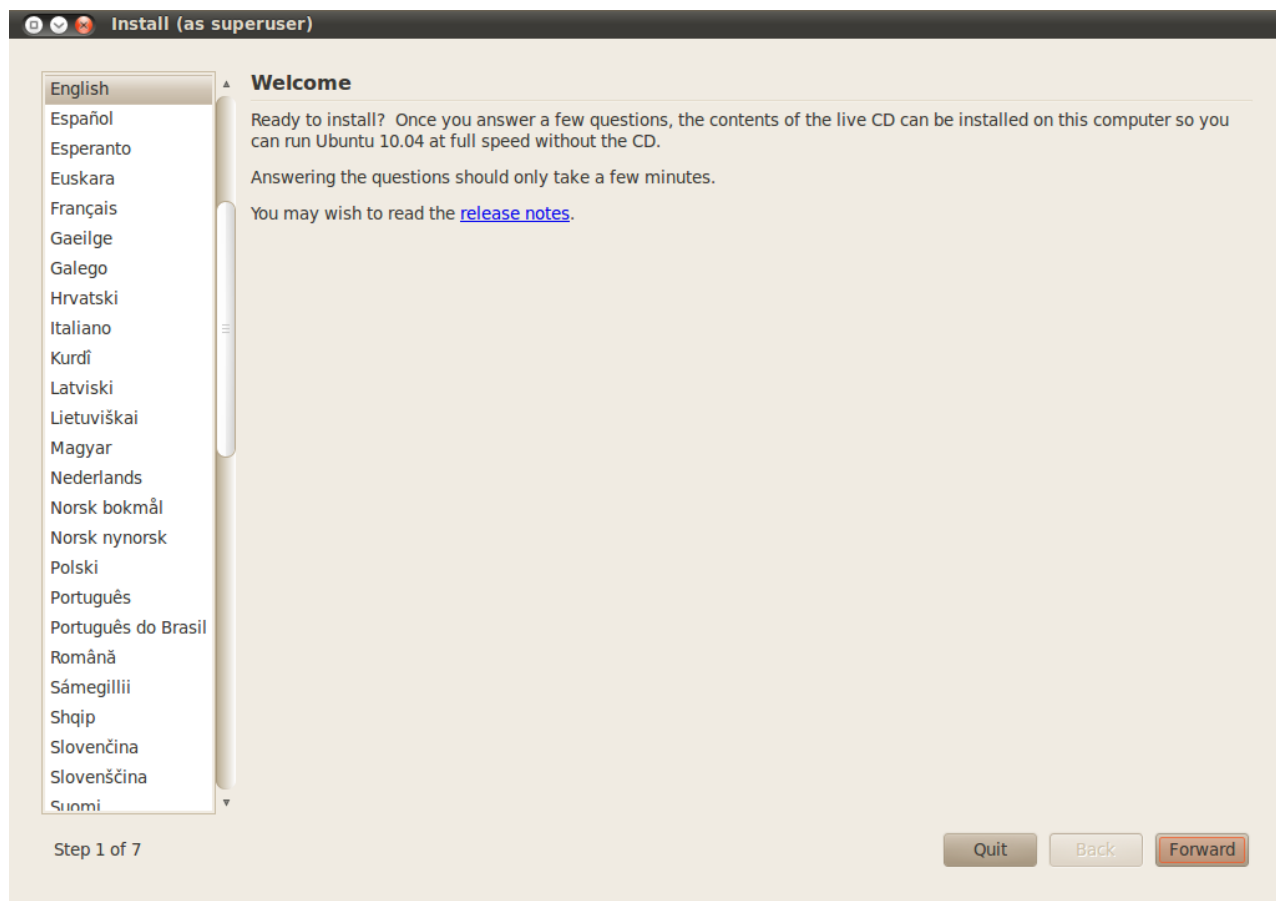 Install (as superuser)
English
Español
Esperanto
Euskara
Français
Gaeilge
Galego
Hrvatski
Italiano
Kurdî
Latviski
Lietuviškai
Magyar
Nederlands
Norsk bokmål
Norsk nynorsk
Polski
Português
Português do Brasil
Română
Sámegillii
Shqip
Slovenčina
Slovenščina
Suomi
Welcome
Ready to install?  Once you answer a few questions, the contents of the live CD can be installed on this computer so you
can run Ubuntu 10.04 at full speed without the CD.
Answering the questions should only take a few minutes.
You may wish to read the release notes.
Step 1 of 7
Quit
Back
Forward